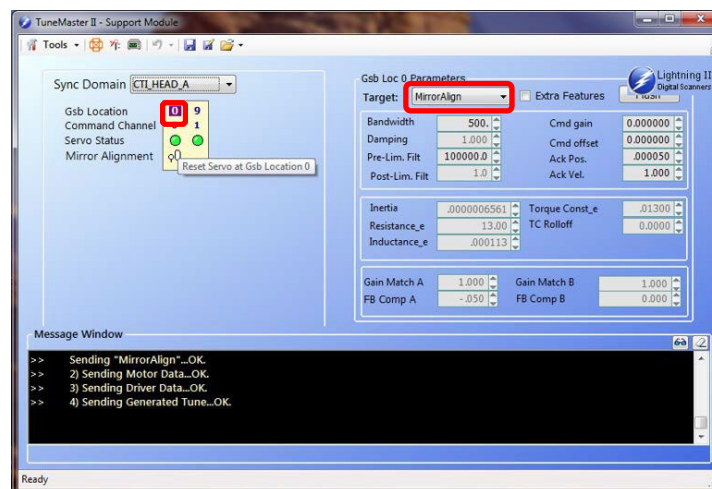 TuneMaster II - Support Module
Tools
Sync Domain CTI_HEAD_A
Gsb Location 0 9
Command Channel 1
Servo Status
Mirror Alignment
Reset Servo at Gsb Location 0
Gsb Loc 0 Parameters
Lightning II
Digital Scanners
Target: MirrorAlign Extra Features
Bandwidth 500. Cmd gain 0.000000
Damping 1.000 Cmd offset 0.000000
Pre-Lim. Filt 100000.0 Ack Pos. .000050
Post-Lim. Filt 1.0 Ack Vel. 1.000
Inertia .0000006561 Torque Const_e .01300
Resistance_e 13.00 TC Rolloff 0.0000
Inductance_e .000113
Gain Match A 1.000 Gain Match B 1.000
FB Comp A -.050 FB Comp B 0.000
Message Window
>> Sending "MirrorAlign"...OK.
>> 2) Sending Motor Data...OK.
>> 3) Sending Driver Data...OK.
>> 4) Sending Generated Tune...OK.
Ready